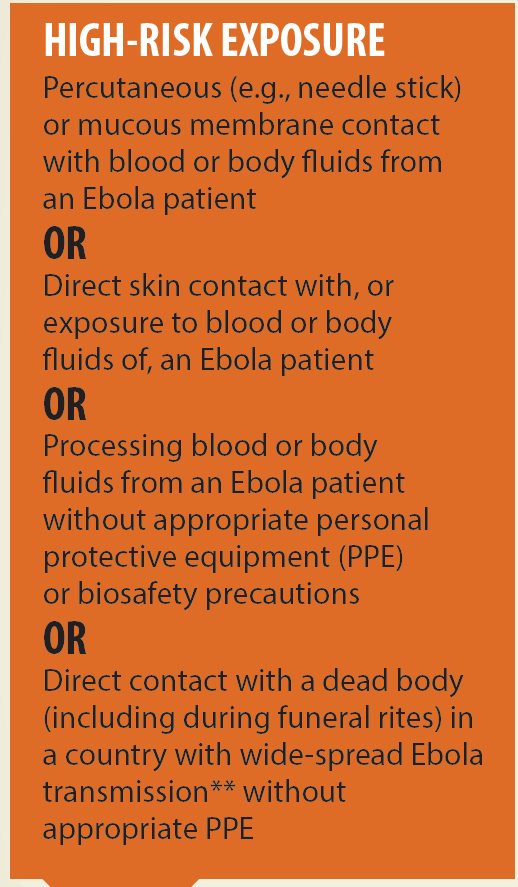 HIGH-RISK EXPOSURE
Percutaneous (e.g., needle stick)
or mucous membrane contact
with blood or body fluids from
an Ebola patient
OR
Direct skin contact with, or
exposure to blood or body
fluids of, an Ebola patient
OR
Processing blood or body
fluids from an Ebola patient
without appropriate personal
protective equipment (PPE)
or biosafety precautions
OR
Direct contact with a dead body
(including during funeral rites) in
a country with wide-spread Ebola
transmission** without
appropriate PPE